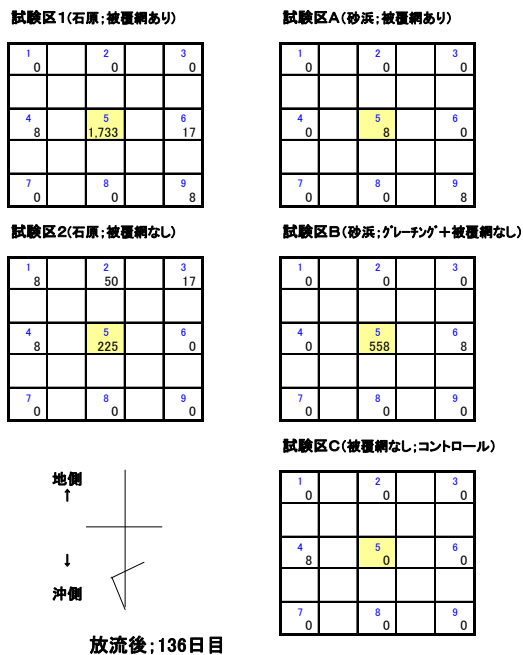 試験区1(石原;被覆網あり)
1 2 3
0 0 0
4 5 6
8 1,733 17
7 8 9
0 0 8
試験区A(砂浜;被覆網あり)
1 2 3
0 0 0
4 5 6
0 8 0
7 8 9
0 0 8
試験区2(石原;被覆網なし)
1 2 3
8 50 17
4 5 6
8 225 0
7 8 9
0 0 0
試験区B(砂浜;グレーチング+被覆網なし)
1 2 3
0 0 0
4 5 6
0 558 8
7 8 9
0 0 0
試験区C(被覆網なし;コントロール)
1 2 3
0 0 0
4 5 6
8 0 0
7 8 9
0 0 0
地側
↑
↓
沖側
放流後;136日目